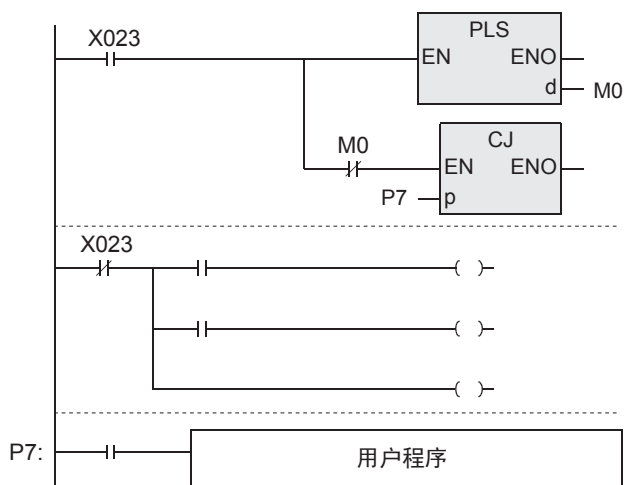 X023
PLS
EN ENO
d M0
M0
CJ
EN ENO
P7 p
X023
P7:
用户程序